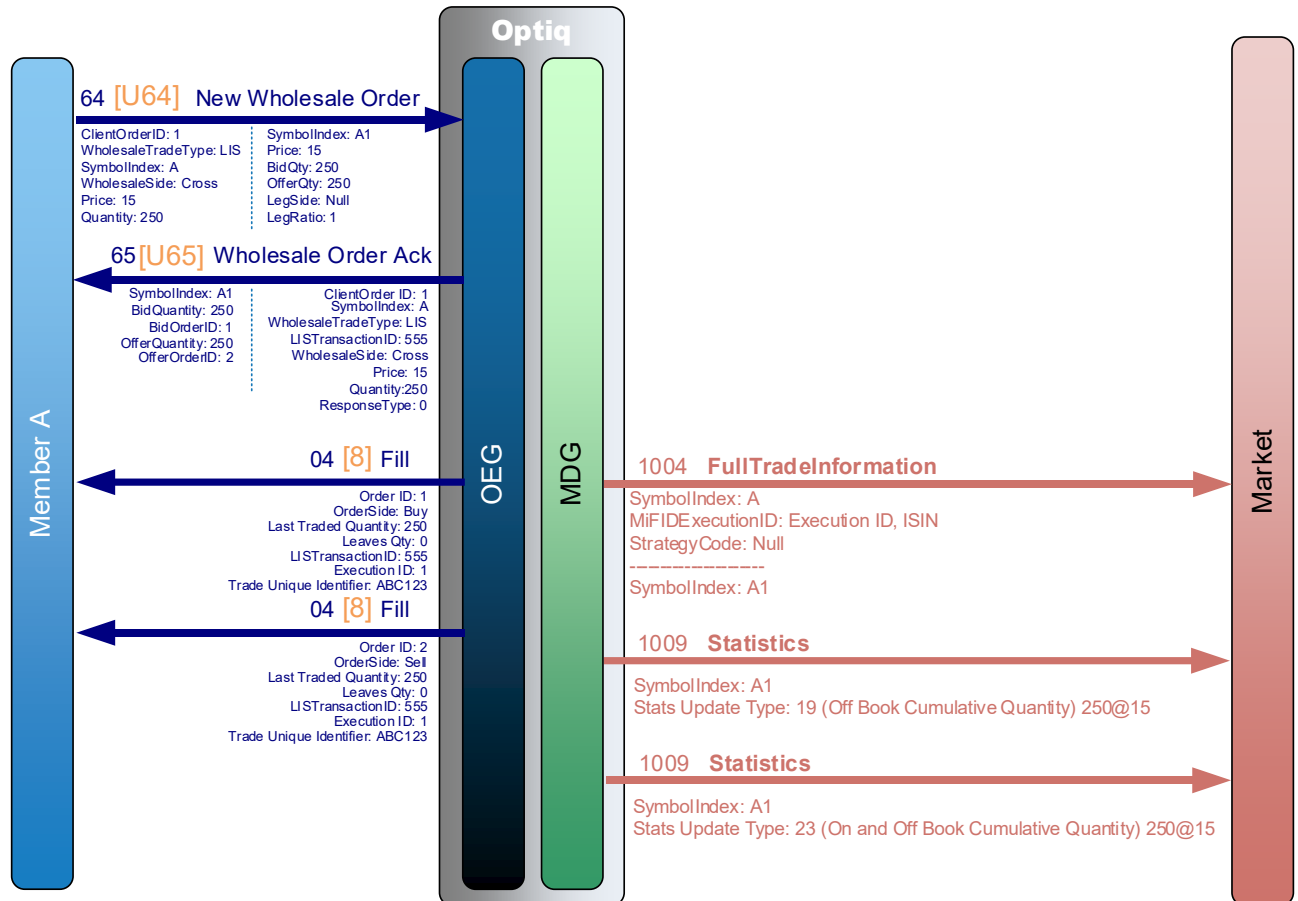 Optiq
64 [U64] New Wholesale Order
ClientOrderID: 1
WholesaleTradeType: LIS
SymbolIndex: A
WholesaleSide: Cross
Price: 15
Quantity: 250
SymbolIndex: A1
Price: 15
BidQty: 250
OfferQty: 250
LegSide: Null
LegRatio: 1
65 [U65] Wholesale Order Ack
SymbolIndex: A1
BidQuantity: 250
BidOrderID: 1
OfferQuantity: 250
OfferOrderID: 2
ClientOrder ID: 1
SymbolIndex: A
WholesaleTradeType: LIS
LISTransactionID: 555
WholesaleSide: Cross
Price: 15
Quantity:250
ResponseType: 0
04 [8] Fill
Order ID: 1
OrderSide: Buy
Last Traded Quantity: 250
Leaves Qty: 0
LISTransactionID: 555
Execution ID: 1
Trade Unique Identifier: ABC123
04 [8] Fill
Order ID: 2
OrderSide: Sell
Last Traded Quantity: 250
Leaves Qty: 0
LISTransactionID: 555
Execution ID: 1
Trade Unique Identifier: ABC123
Member A
OEG
MDG
Market
1004 FullTradeInformation
SymbolIndex: A
MiFIDExecutionID: Execution ID, ISIN
StrategyCode: Null
----------------------
SymbolIndex: A1
1009 Statistics
SymbolIndex: A1
Stats Update Type: 19 (Off Book Cumulative Quantity) 250@15
1009 Statistics
SymbolIndex: A1
Stats Update Type: 23 (On and Off Book Cumulative Quantity) 250@15